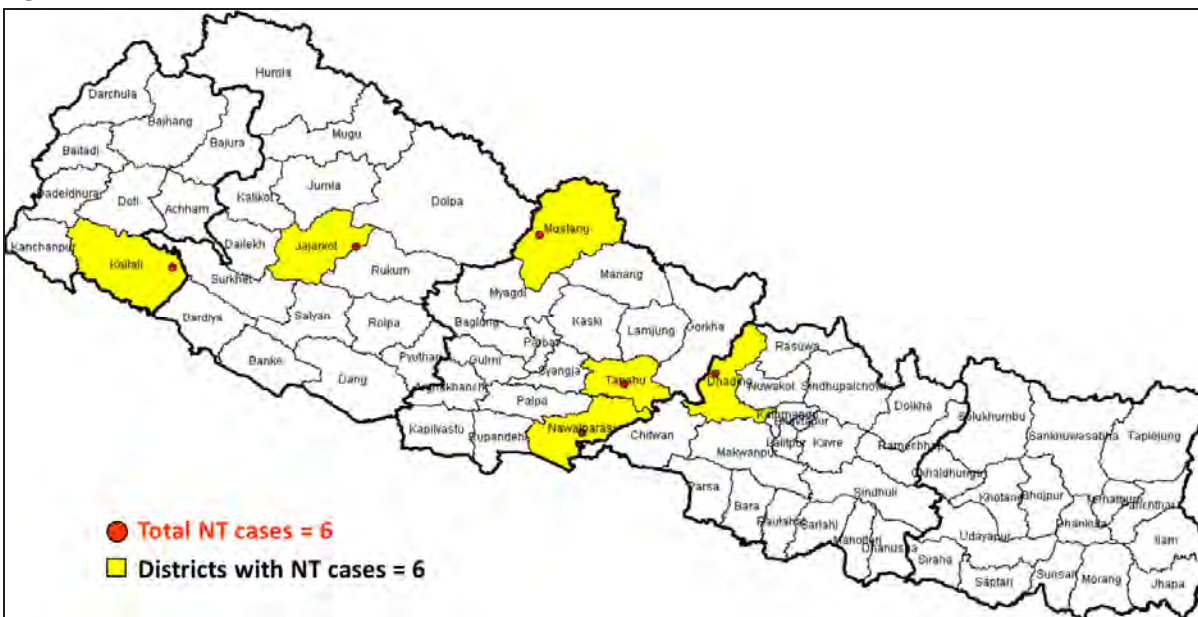 Humla
Darchula
Bajhang
Mugu
Bajura
Baitadi
Jumla
Dadeldhura
Doti
Kalikot
Dolpa
Achham
Mustang
Kanchanpur
Dailekh
Jajarkot
Kailali
Rukum
Manang
Surkhet
Myagdi
Bardiya
Salyan
Rolpa
Baglung
Kaski
Lamjung
Gorkha
Parbat
Rasuwa
Banke
Pyuthan
Gulmi
Syangja
Dang
Tanahu
Dhading
Nuwakot
Sindhupalchowk
Palpa
Dolkha
Kathmandu
Solukhumbu
Kapilvastu
Rupandehi
Nawalparasi
Chitwan
Lalitpur
Kavre
Ramechhap
Sankhuwasabha
Taplejung
Makwanpur
Okhaldhunga
Parsa
Sindhuli
Khotang
Bhojpur
Bara
Panchthar
Sarlahi
Dhankuta
Udayapur
Mahottari
Dhanusha
Ilam
Siraha
Saptari
Sunsari
Morang
Jhapa
Total NT cases = 6
Districts with NT cases = 6